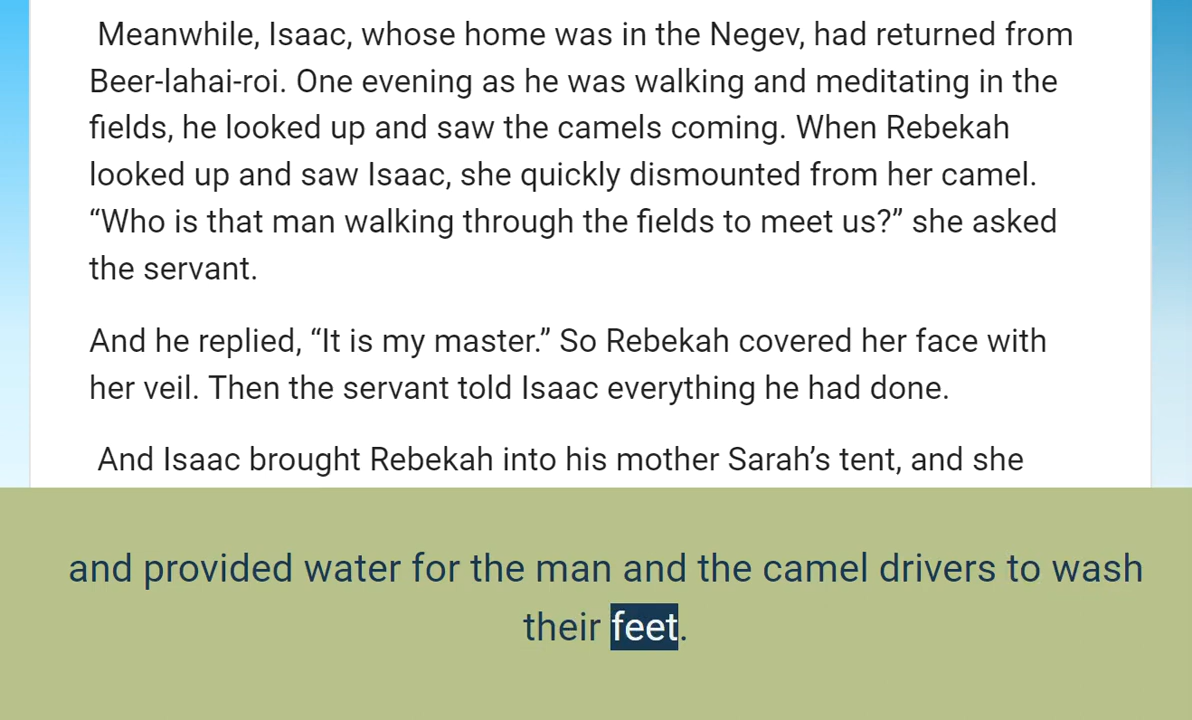 Meanwhile, Isaac, whose home was in the Negev, had returned from
Beer-lahai-roi. One evening as he was walking and meditating in the
fields, he looked up and saw the camels coming. When Rebekah
looked up and saw Isaac, she quickly dismounted from her camel.
“Who is that man walking through the fields to meet us?” she asked
the servant.
And he replied, “It is my master.” So Rebekah covered her face with
her veil. Then the servant told Isaac everything he had done.
And Isaac brought Rebekah into his mother Sarah’s tent, and she
and provided water for the man and the camel drivers to wash
their feet.